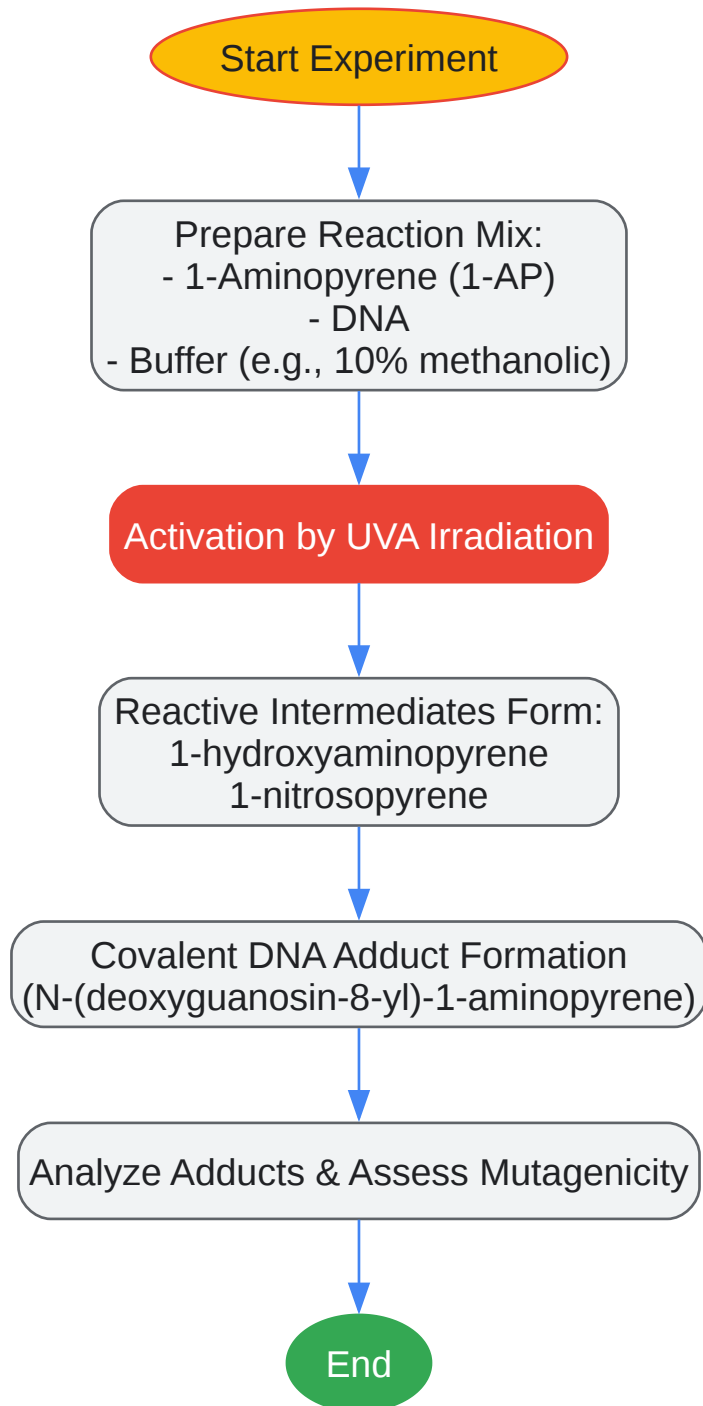 Start Experiment
Prepare Reaction Mix:
- 1-Aminopyrene (1-AP)
- DNA
- Buffer (e.g., 10% methanolic)
Activation by UVA Irradiation
Reactive Intermediates Form:
1-hydroxyaminopyrene
1-nitrosopyrene
Covalent DNA Adduct Formation
(N-(deoxyguanosin-8-yl)-1-aminopyrene)
Analyze Adducts & Assess Mutagenicity
End